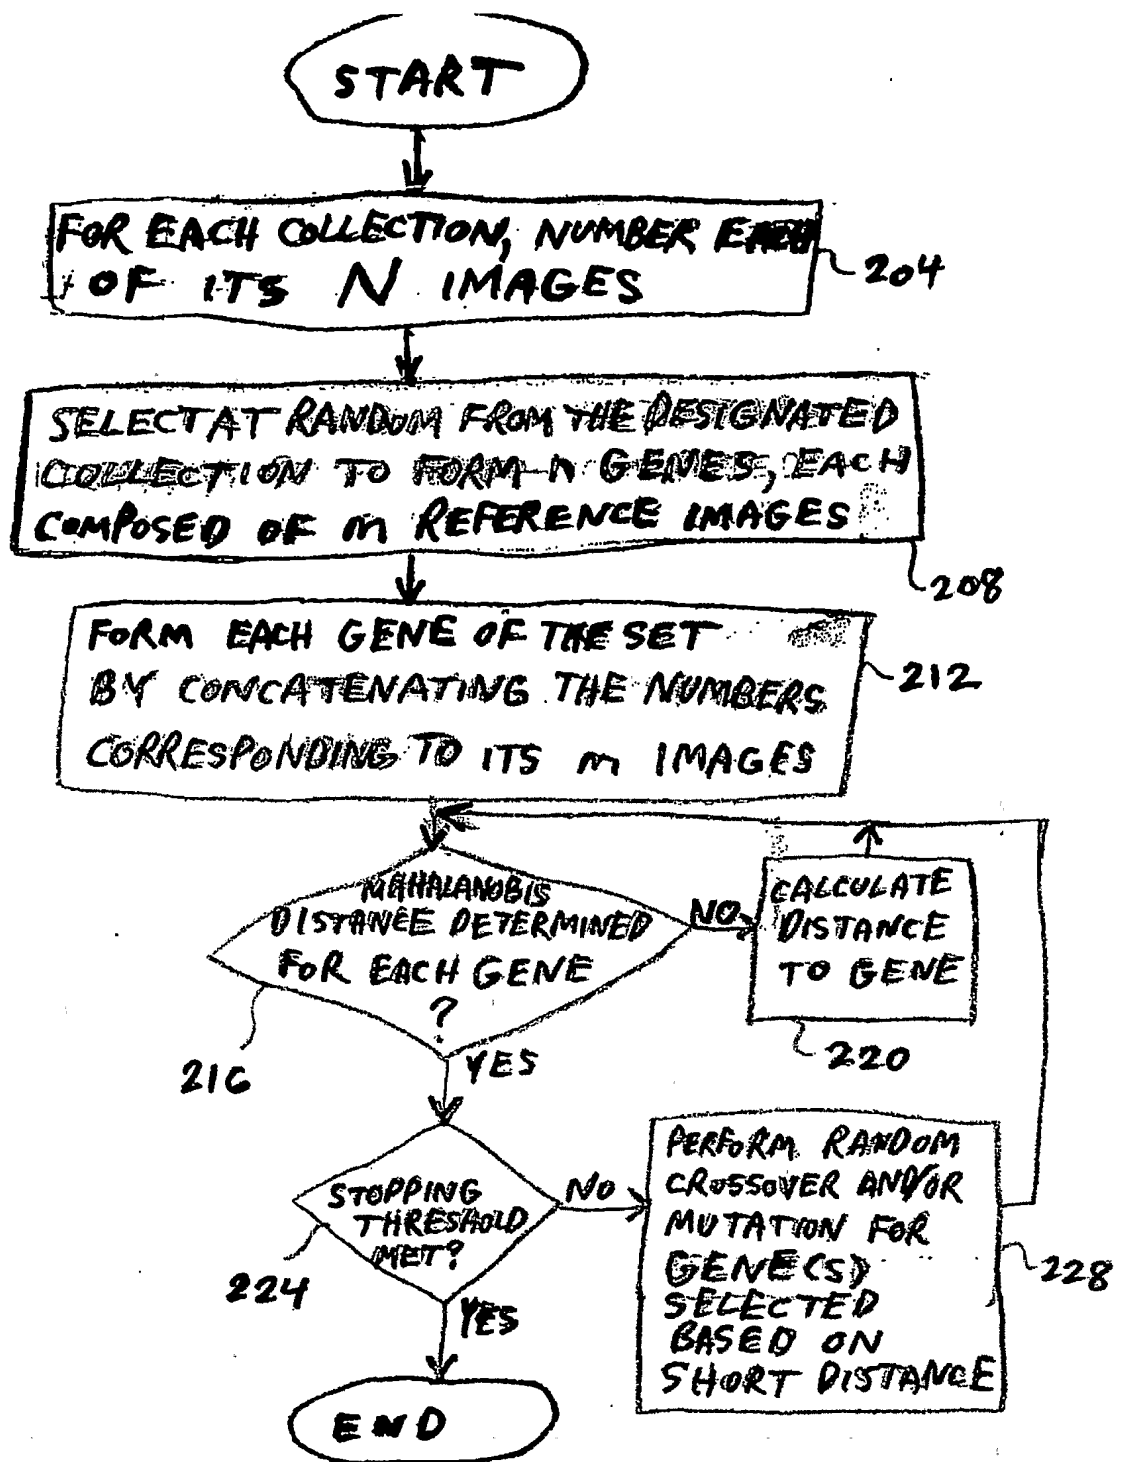 START
FOR EACH COLLECTION, NUMBER EACH
OF ITS N IMAGES
204
SELECT AT RANDOM FROM THE DESIGNATED
COLLECTION TO FORM n GENES, EACH
COMPOSED OF m REFERENCE IMAGES
208
FORM EACH GENE OF THE SET
BY CONCATENATING THE NUMBERS
CORRESPONDING TO ITS m IMAGES
212
MAHALANOBIS
DISTANCE DETERMINED
FOR EACH GENE
?
216
NO
CALCULATE
DISTANCE
TO GENE
220
YES
STOPPING
THRESHOLD
MET?
224
NO
PERFORM RANDOM
CROSSOVER AND/OR
MUTATION FOR
GENE(S)
SELECTED
BASED ON
SHORT DISTANCE
228
YES
END